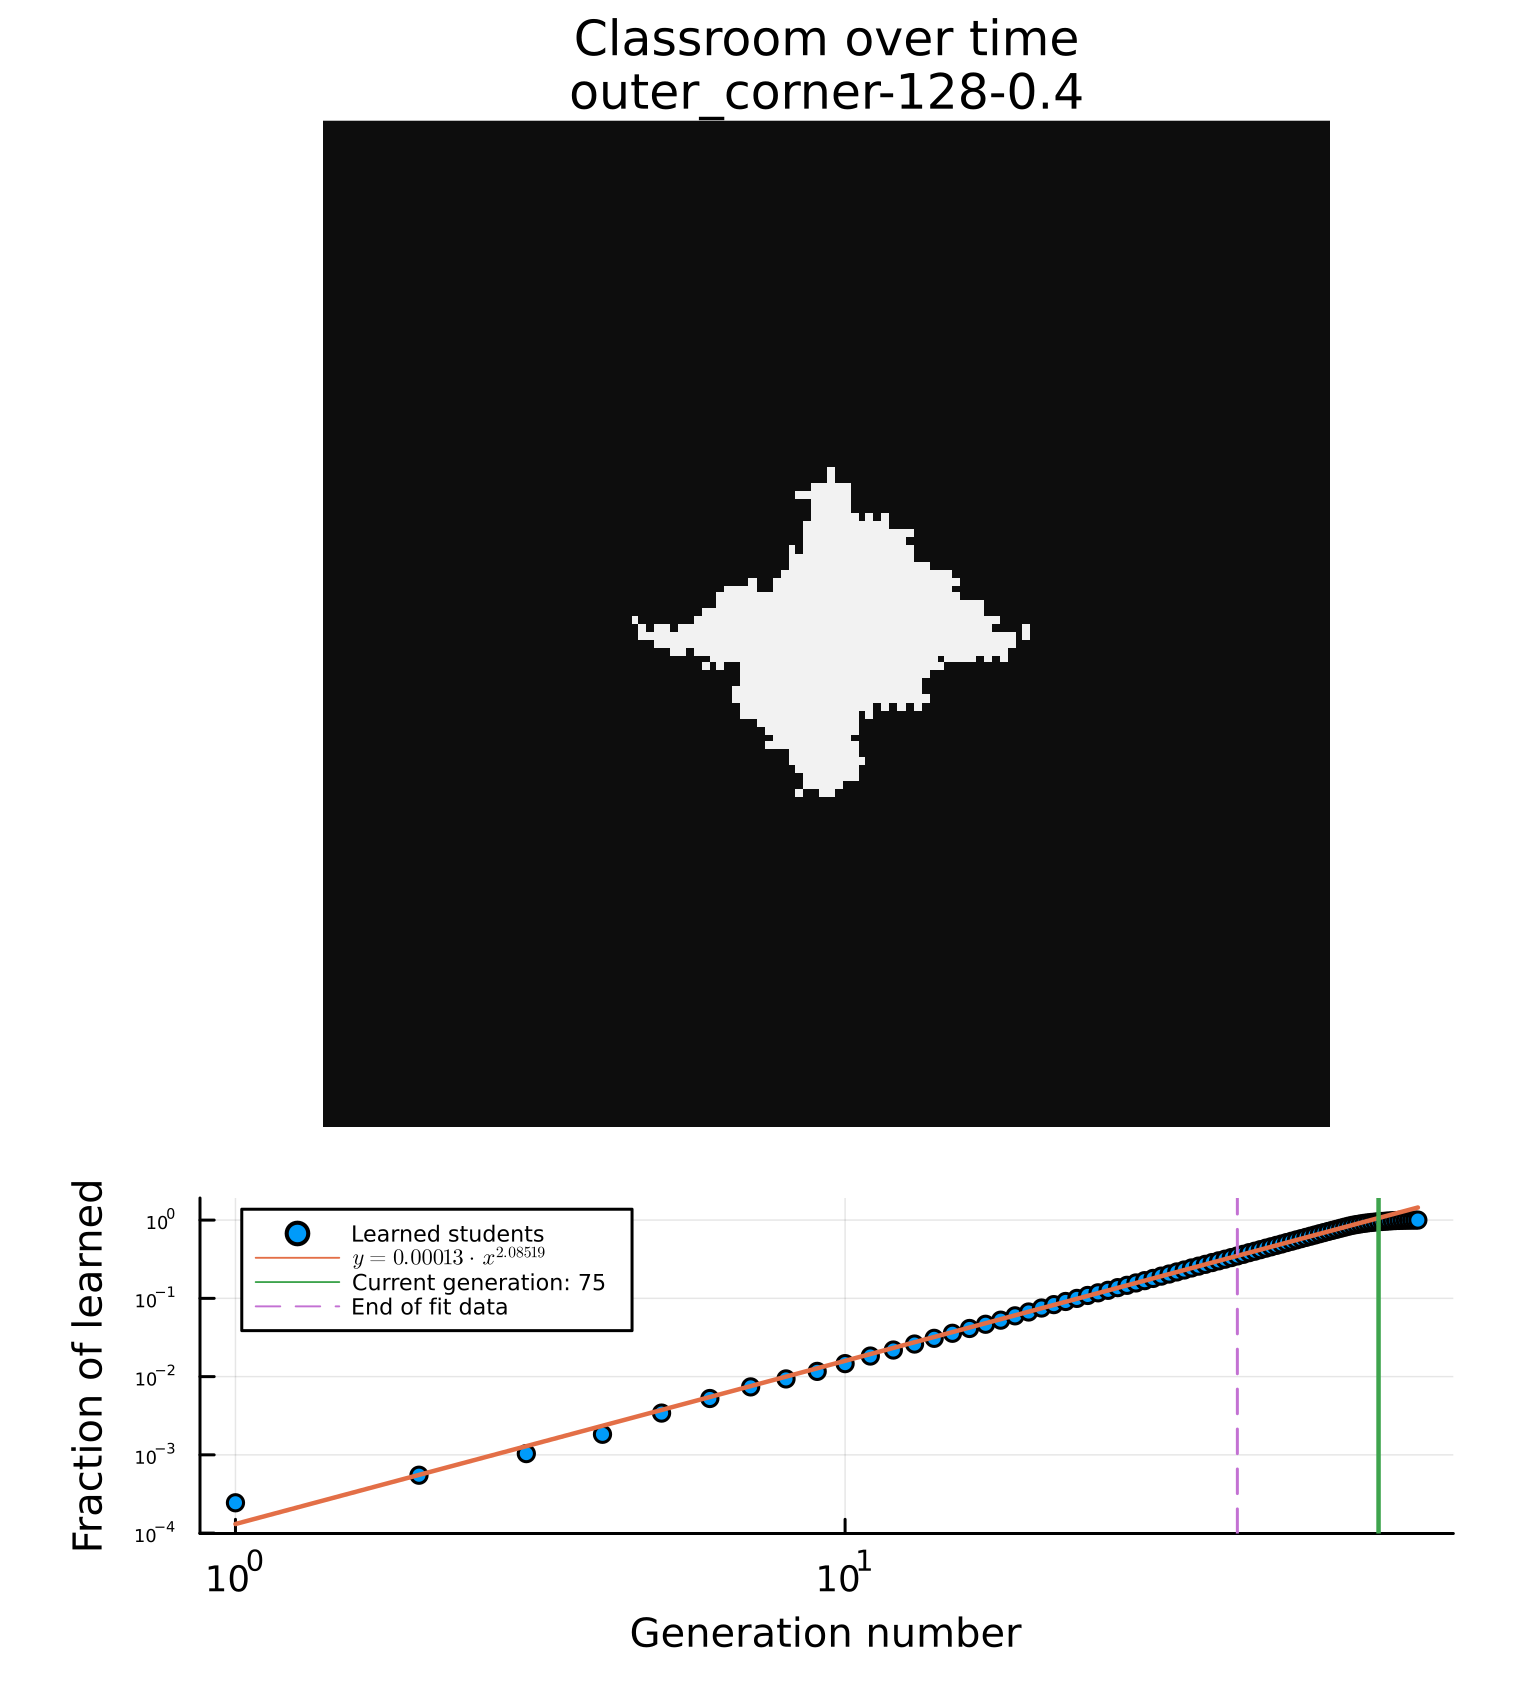 Classroom over time
outer_corner-128-0.4
Fraction of learned
10^0
10^-1
10^-2
10^-3
10^-4
Learned students
y = 0.00013 · x^2.08519
Current generation: 75
End of fit data
10^0 10^1
Generation number